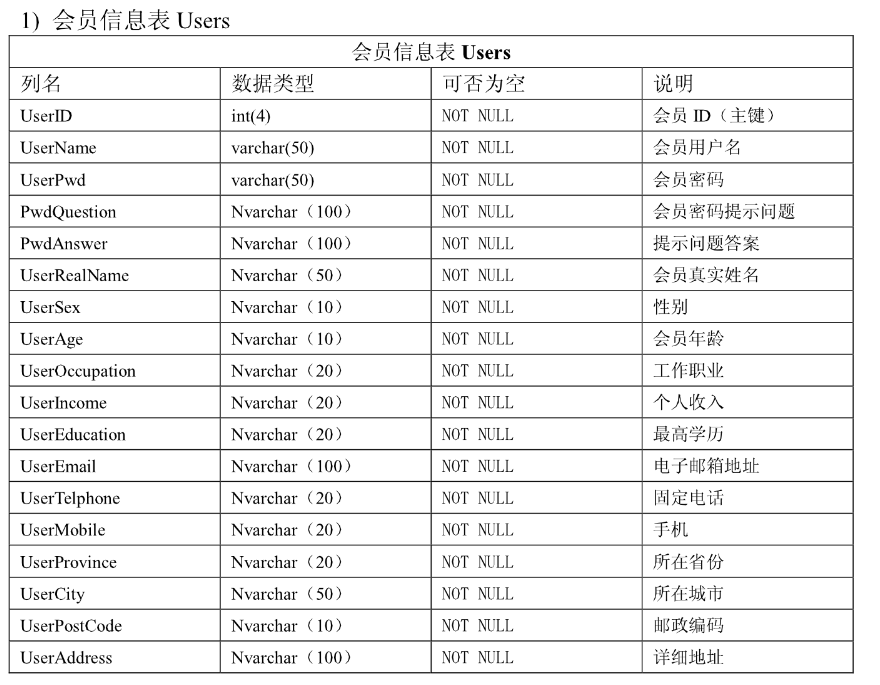 1) 会员信息表 Users
会员信息表 Users
列名 数据类型 可否为空 说明
UserID int(4) NOT NULL 会员 ID（主键）
UserName varchar(50) NOT NULL 会员用户名
UserPwd varchar(50) NOT NULL 会员密码
PwdQuestion Nvarchar（100） NOT NULL 会员密码提示问题
PwdAnswer Nvarchar（100） NOT NULL 提示问题答案
UserRealName Nvarchar（50） NOT NULL 会员真实姓名
UserSex Nvarchar（10） NOT NULL 性别
UserAge Nvarchar（10） NOT NULL 会员年龄
UserOccupation Nvarchar（20） NOT NULL 工作职业
UserIncome Nvarchar（20） NOT NULL 个人收入
UserEducation Nvarchar（20） NOT NULL 最高学历
UserEmail Nvarchar（100） NOT NULL 电子邮箱地址
UserTelphone Nvarchar（20） NOT NULL 固定电话
UserMobile Nvarchar（20） NOT NULL 手机
UserProvince Nvarchar（20） NOT NULL 所在省份
UserCity Nvarchar（50） NOT NULL 所在城市
UserPostCode Nvarchar（10） NOT NULL 邮政编码
UserAddress Nvarchar（100） NOT NULL 详细地址